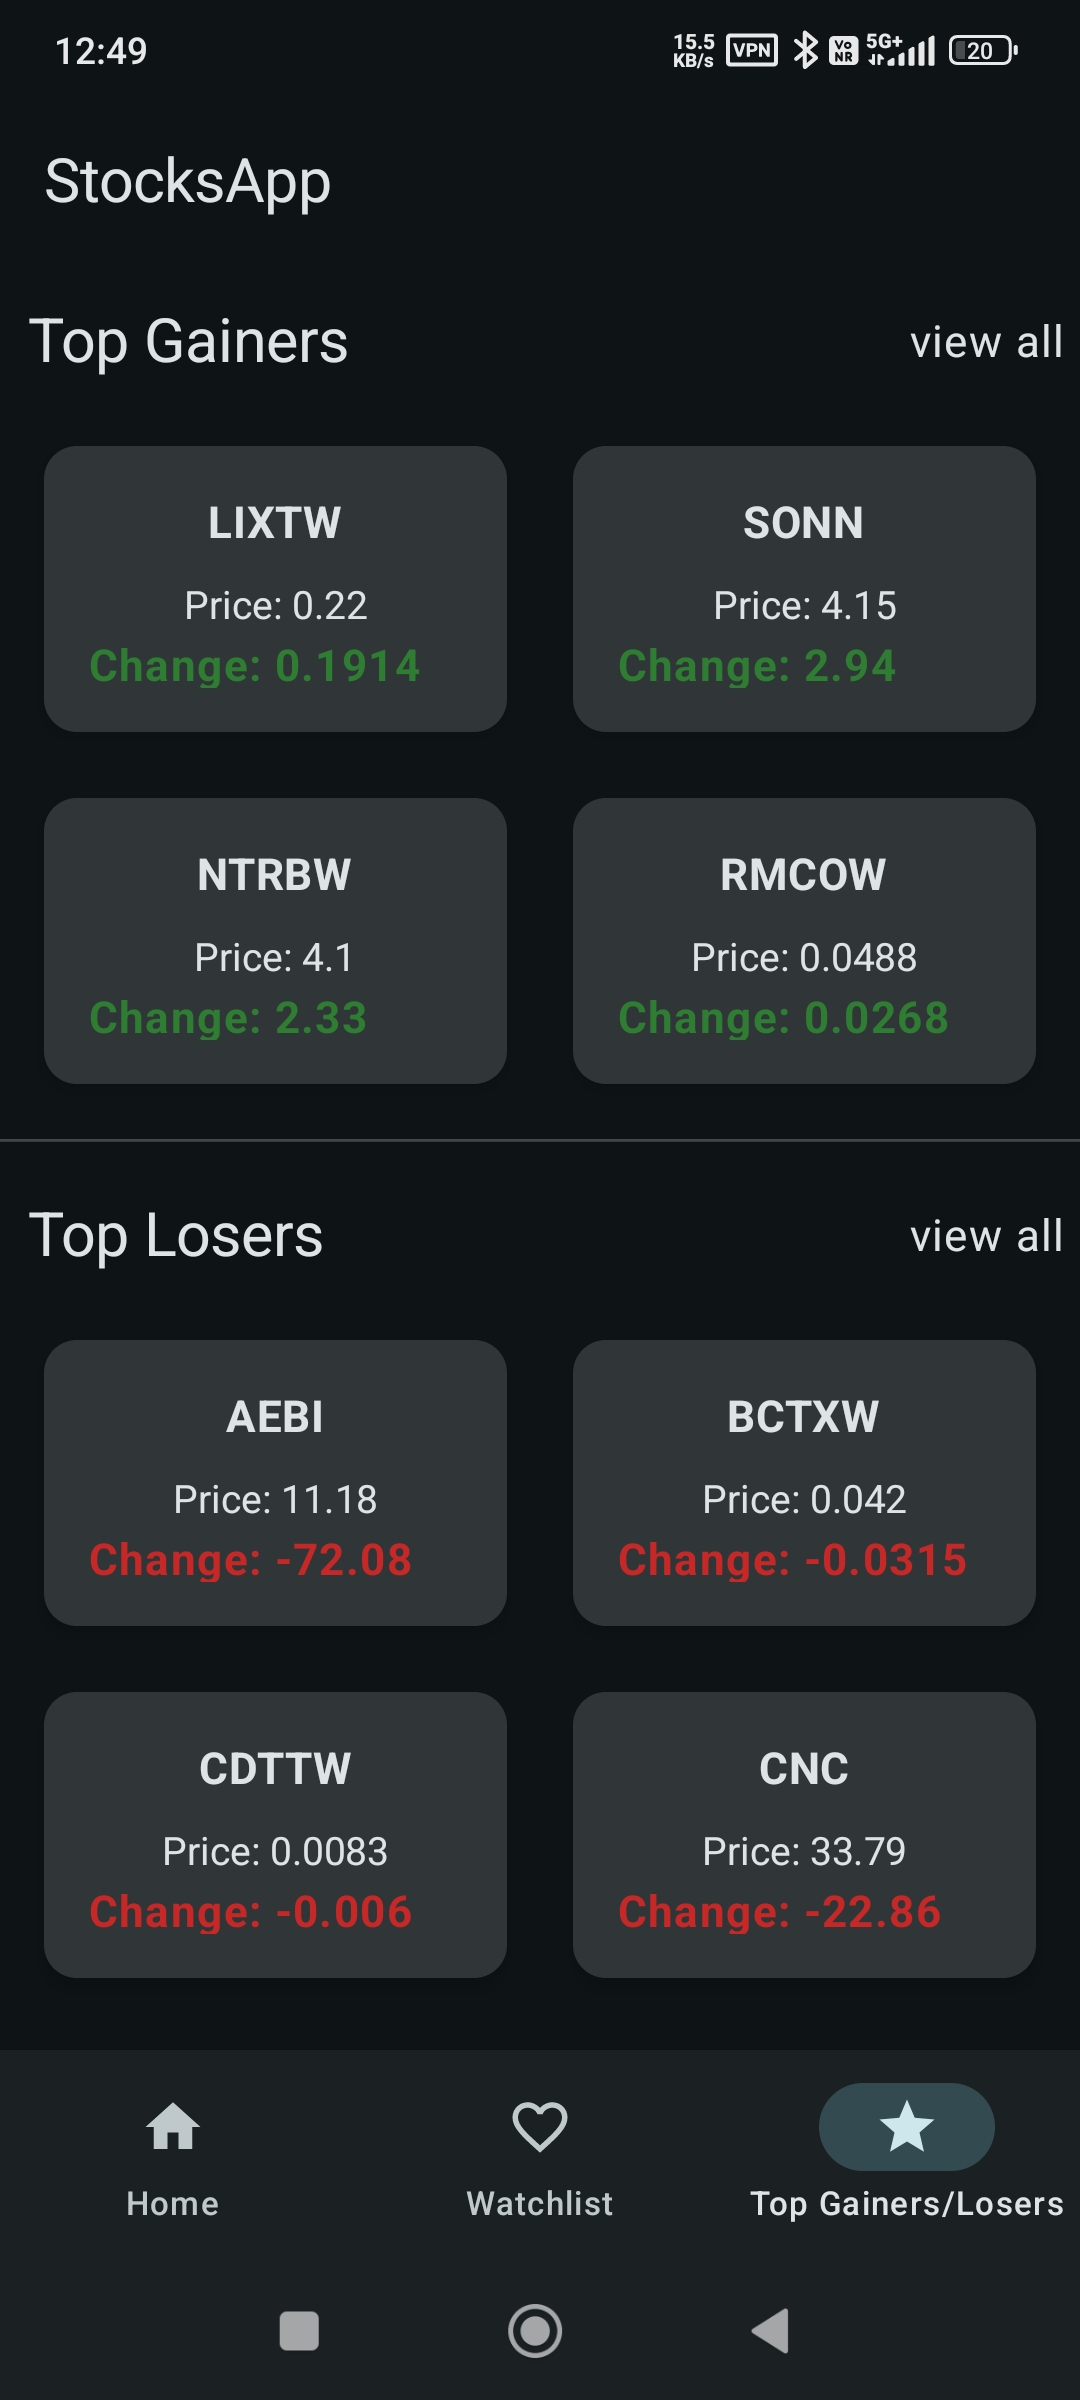 12:49
15.5 KB/s VPN Vo NR 5G+ 20
StocksApp
Top Gainers view all
LIXTW SONN
Price: 0.22 Price: 4.15
Change: 0.1914 Change: 2.94
NTRBW RMCOW
Price: 4.1 Price: 0.0488
Change: 2.33 Change: 0.0268
Top Losers view all
AEBI BCTXW
Price: 11.18 Price: 0.042
Change: -72.08 Change: -0.0315
CDTTW CNC
Price: 0.0083 Price: 33.79
Change: -0.006 Change: -22.86
Home Watchlist Top Gainers/Losers